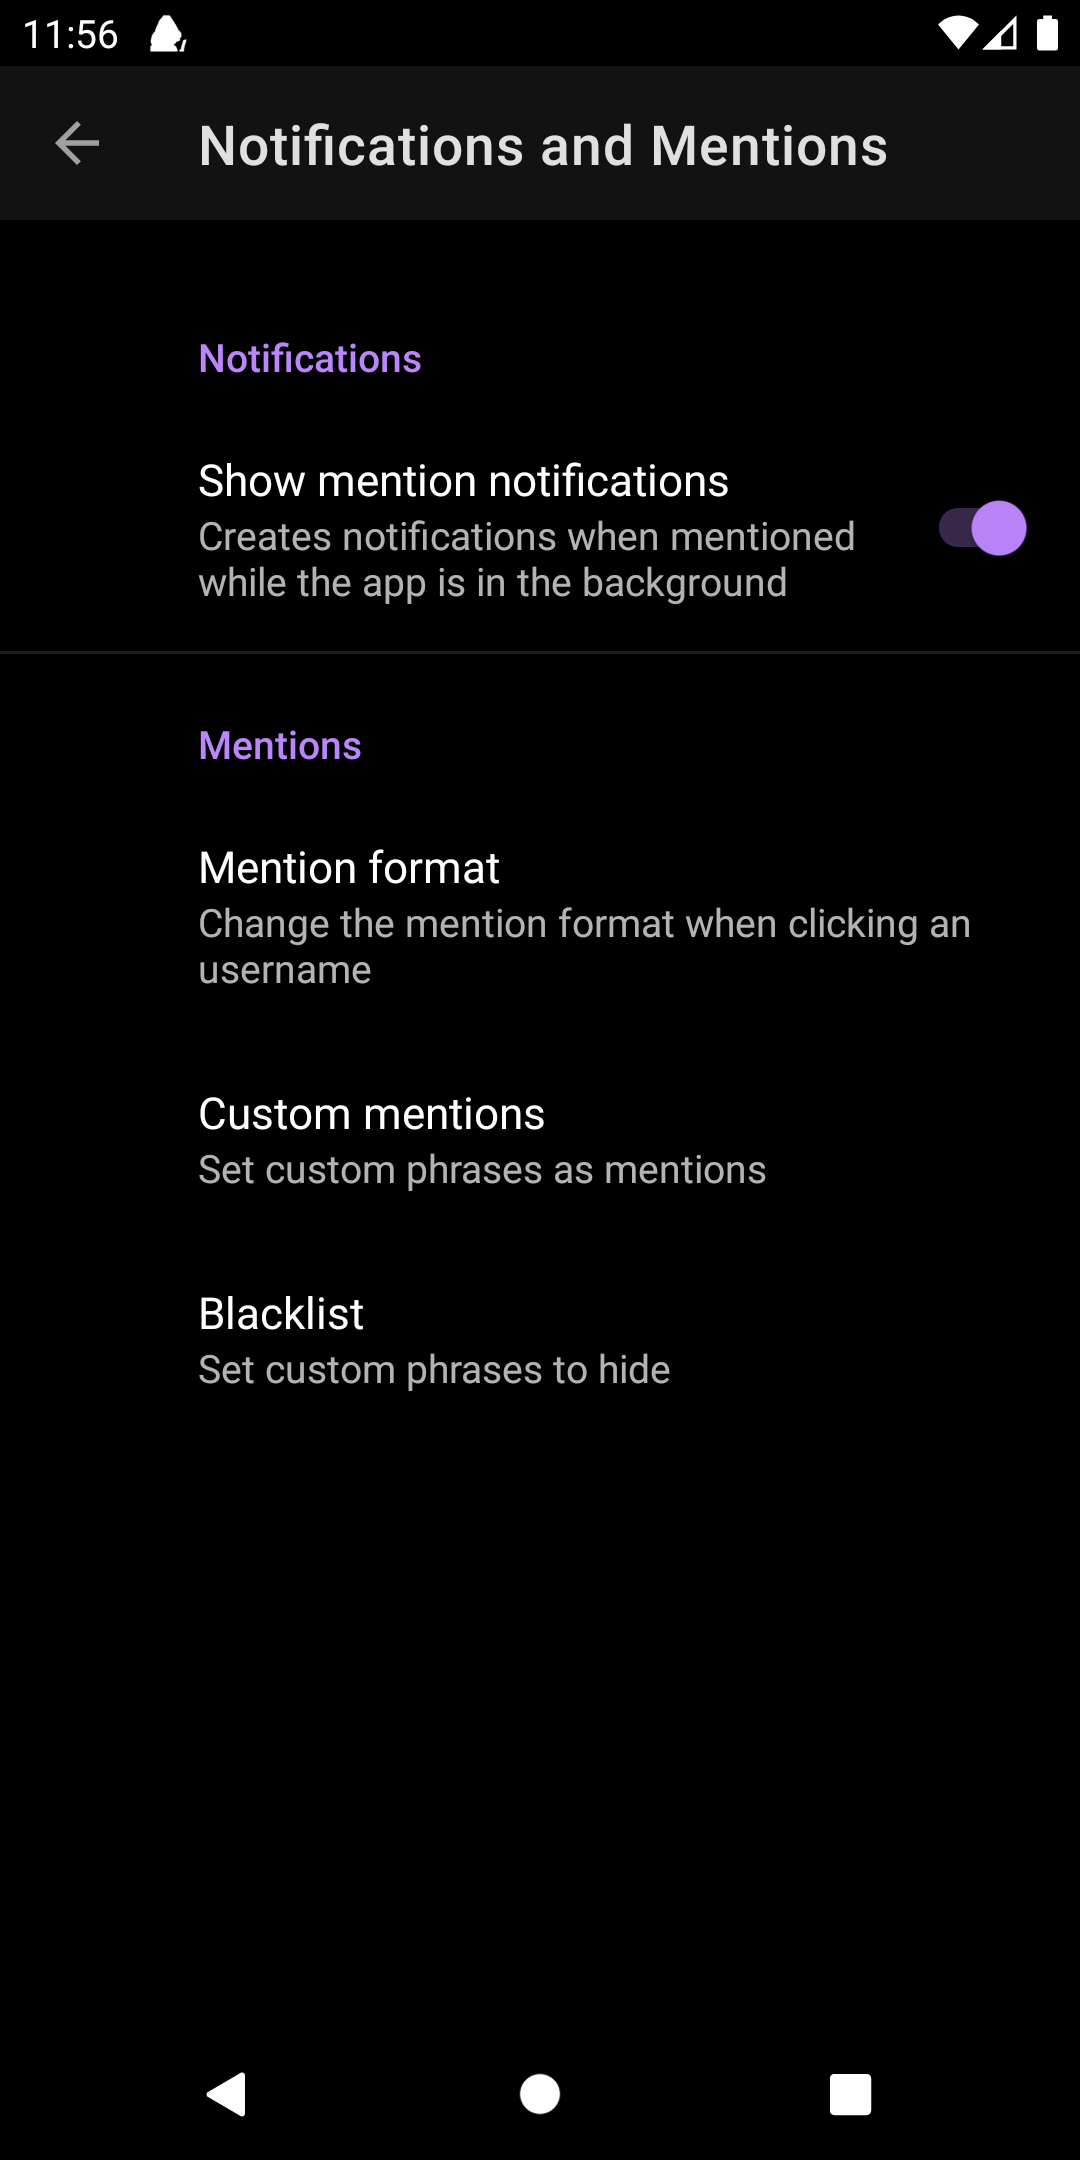 11:56
Notifications and Mentions
Notifications
Show mention notifications
Creates notifications when mentioned
while the app is in the background
Mentions
Mention format
Change the mention format when clicking an
username
Custom mentions
Set custom phrases as mentions
Blacklist
Set custom phrases to hide